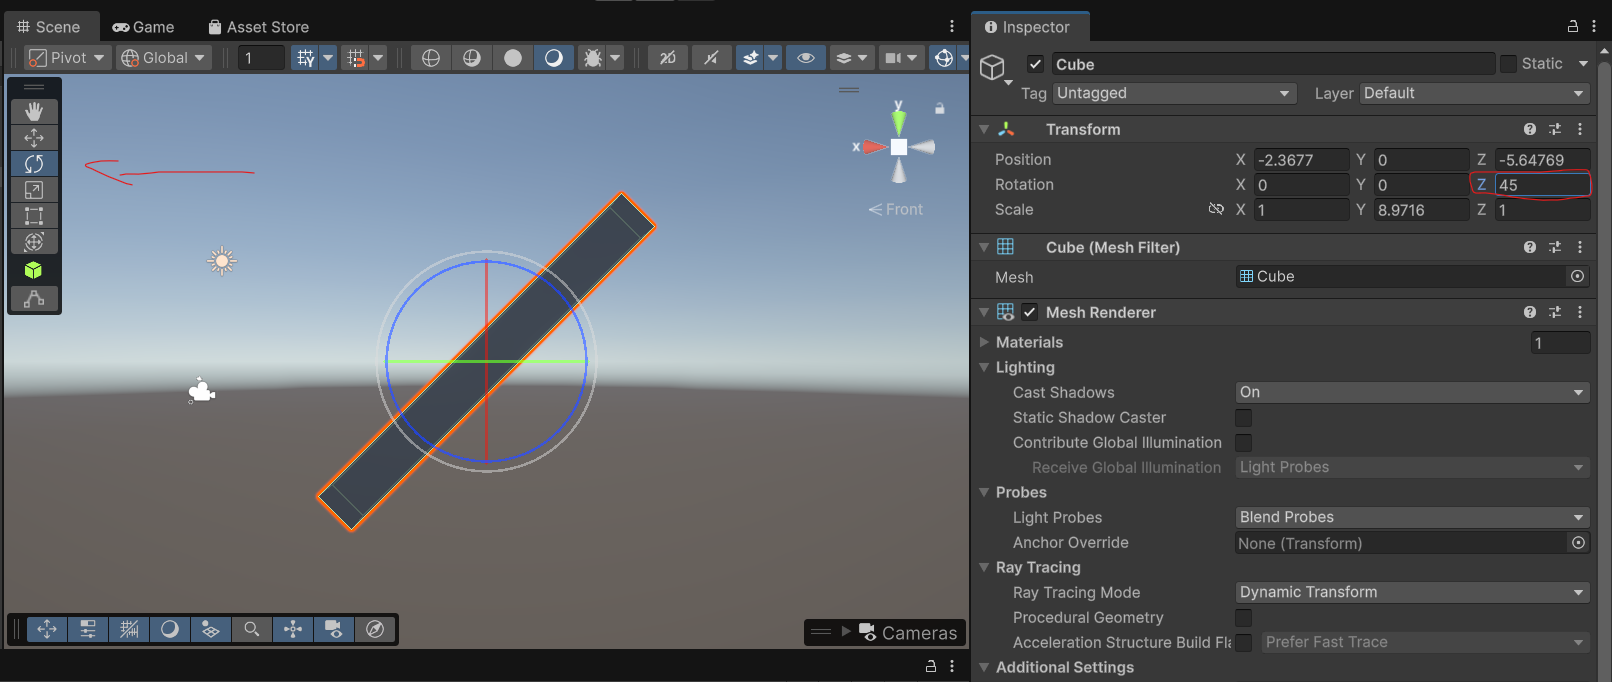 Scene Game Asset Store
Pivot Global 1 2D
y
x
Front
Cameras
Inspector
Cube Static
Tag Untagged Layer Default
Transform
Position X -2.3677 Y 0 Z -5.64769
Rotation X 0 Y 0 Z 45
Scale X 1 Y 8.9716 Z 1
Cube (Mesh Filter)
Mesh Cube
Mesh Renderer
Materials 1
Lighting
Cast Shadows On
Static Shadow Caster
Contribute Global Illumination
Receive Global Illumination Light Probes
Probes
Light Probes Blend Probes
Anchor Override None (Transform)
Ray Tracing
Ray Tracing Mode Dynamic Transform
Procedural Geometry
Acceleration Structure Build Fla Prefer Fast Trace
Additional Settings